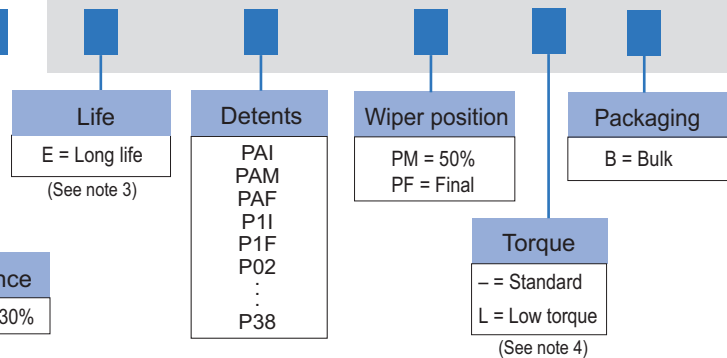 Life
E = Long life
(See note 3)
Detents
PAI
PAM
PAF
P1I
P1F
P02
:
:
P38
Wiper position
PM = 50%
PF = Final
Packaging
B = Bulk
Torque
– = Standard
L = Low torque
(See note 4)
nce
30%